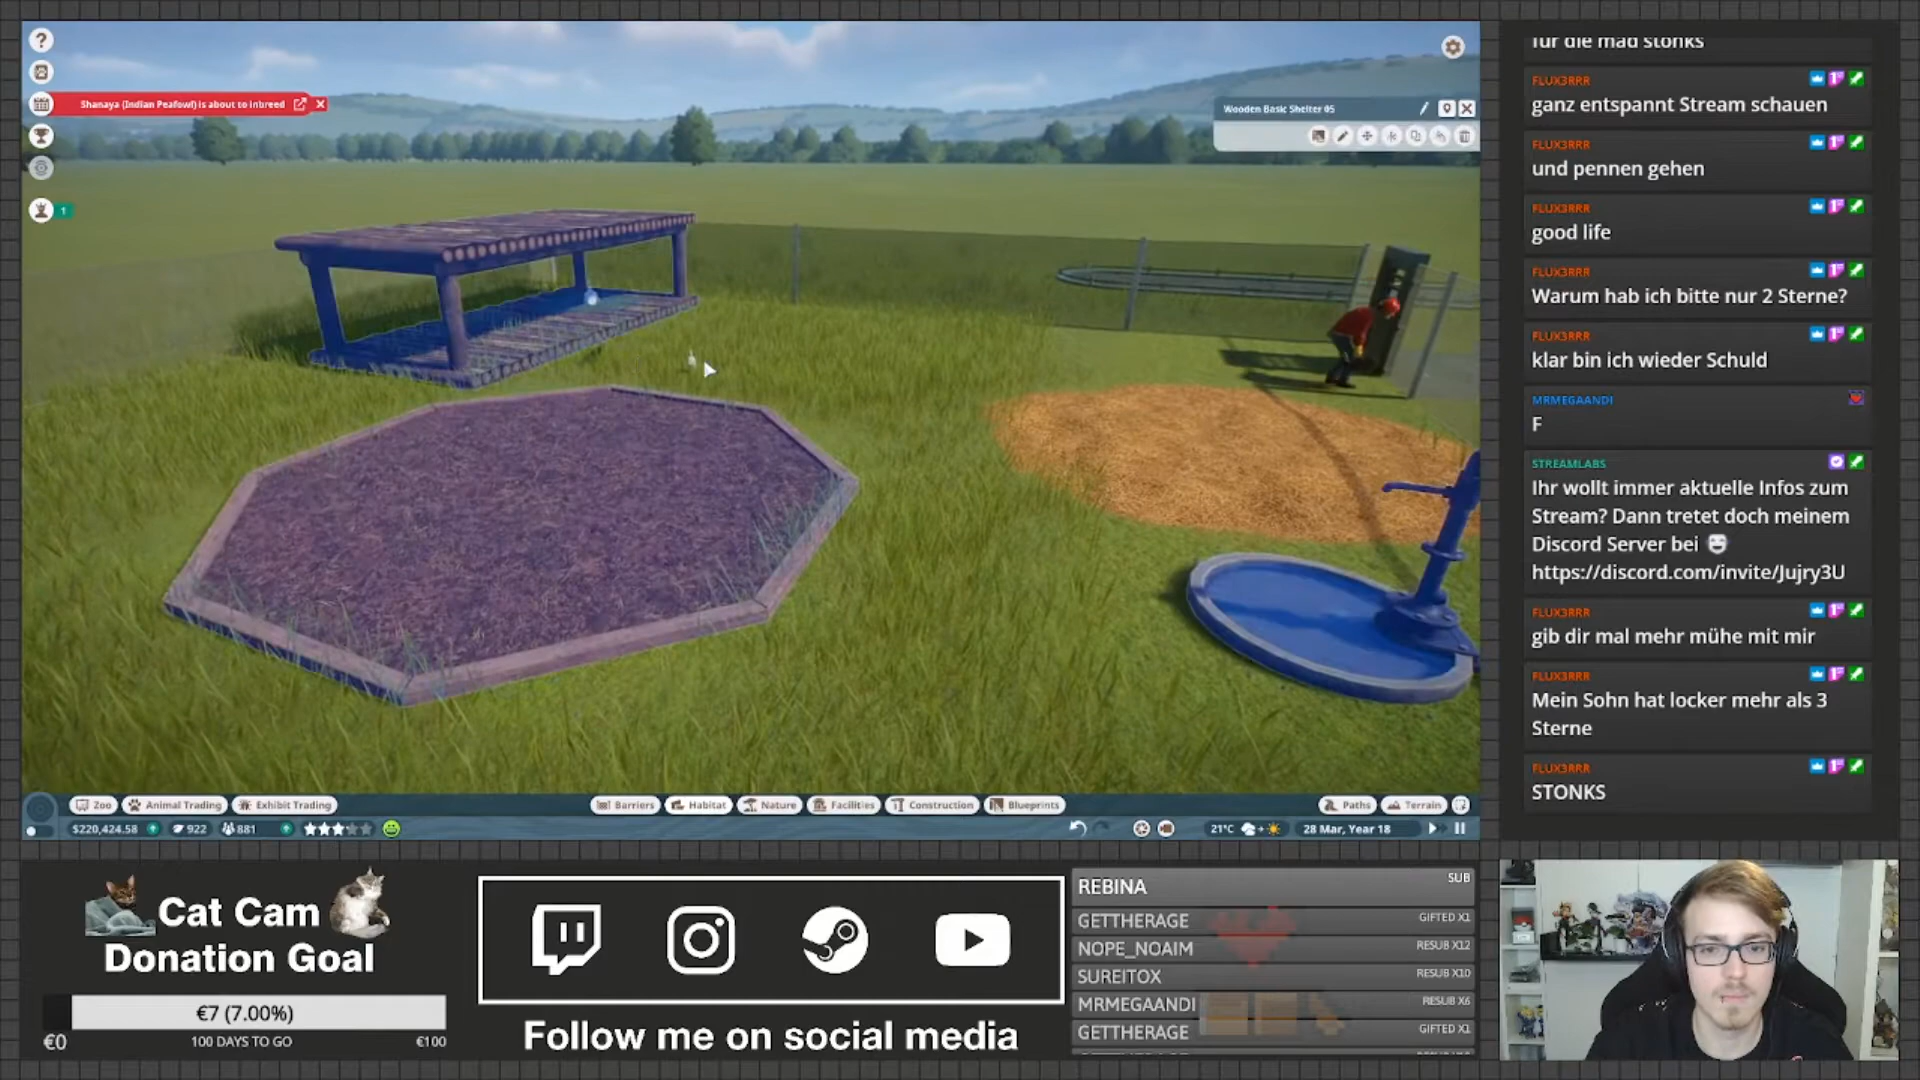 ?
Shanaya (Indian Peafowl) is about to inbreed
1
Wooden Basic Shelter 05
Zoo
Animal Trading
Exhibit Trading
Barriers
Habitat
Nature
Facilities
Construction
Blueprints
Paths
Terrain
$220,424.58
922
881
21°C
28 Mar, Year 18
für die mad stonks
FLUX3RRR
ganz entspannt Stream schauen
FLUX3RRR
und pennen gehen
FLUX3RRR
good life
FLUX3RRR
Warum hab ich bitte nur 2 Sterne?
FLUX3RRR
klar bin ich wieder Schuld
MRMEGAANDI
F
STREAMLABS
Ihr wollt immer aktuelle Infos zum
Stream? Dann tretet doch meinem
Discord Server bei
https://discord.com/invite/Jujry3U
FLUX3RRR
gib dir mal mehr mühe mit mir
FLUX3RRR
Mein Sohn hat locker mehr als 3
Sterne
FLUX3RRR
STONKS
Cat Cam
Donation Goal
€7 (7.00%)
€0
100 DAYS TO GO
€100
Follow me on social media
REBINA SUB
GETTHERAGE GIFTED X1
NOPE_NOAIM RESUB X12
SUREITOX RESUB X10
MRMEGAANDI RESUB X6
GETTHERAGE GIFTED X1